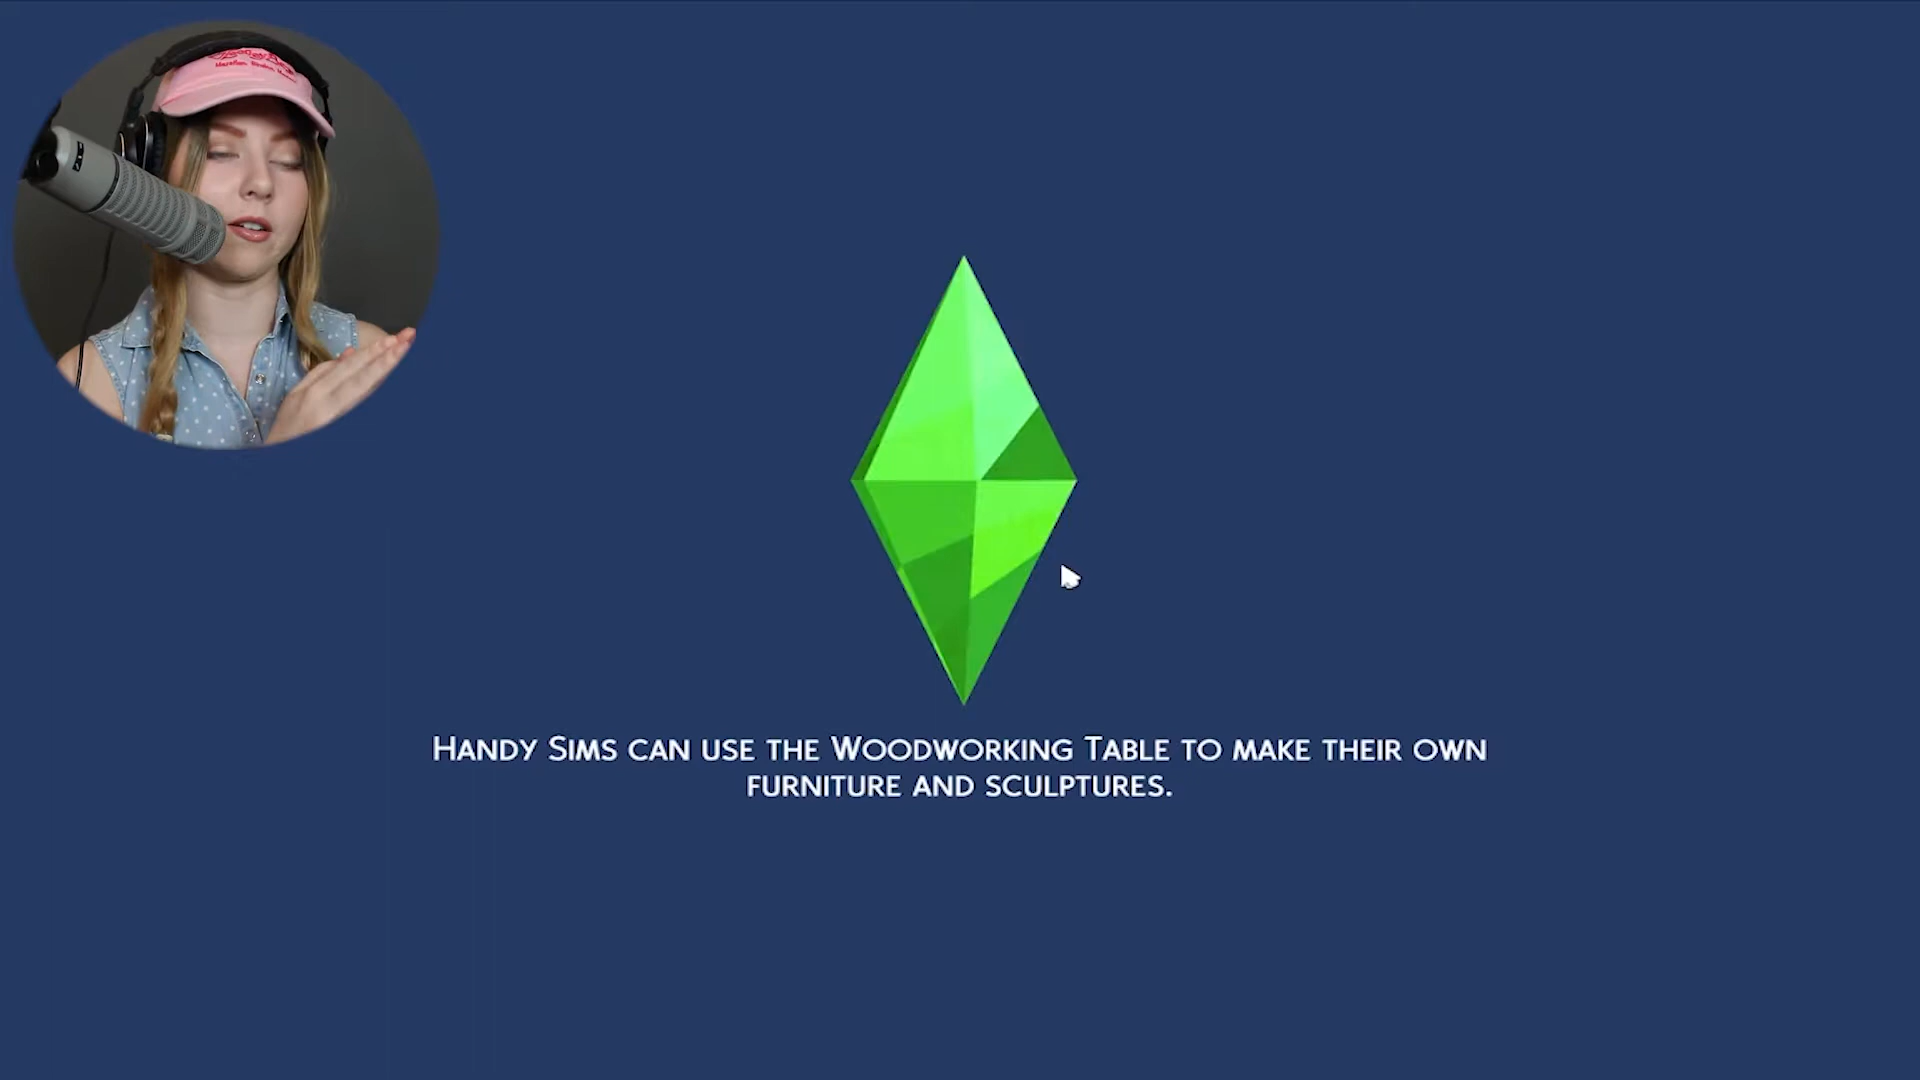 HANDY SIMS CAN USE THE WOODWORKING TABLE TO MAKE THEIR OWN
FURNITURE AND SCULPTURES.